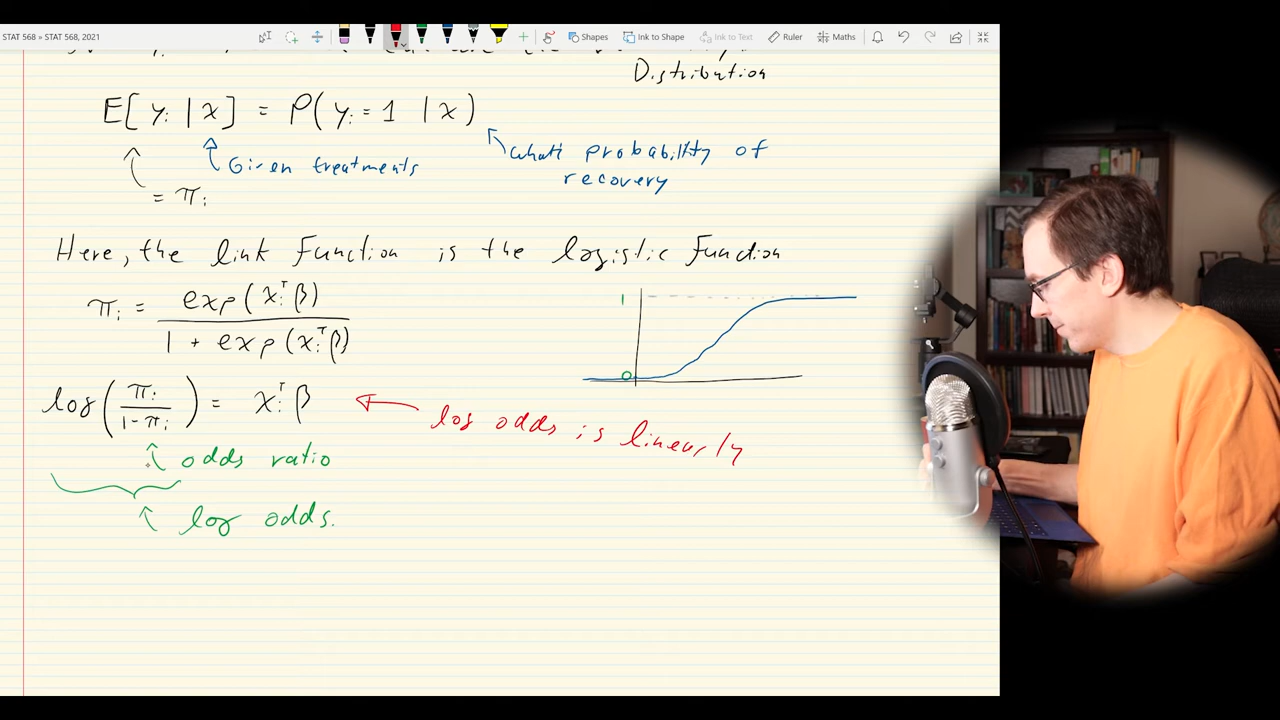 STAT 568 » STAT 568, 2021
Shapes Ink to Shape Ink to Text Ruler Maths
Distribution
E[ yᵢ | x ] = P( yᵢ = 1 | x )
Given treatments
what probability of
recovery
= πᵢ
Here, the link function is the logistic function
πᵢ = exp(xᵢᵀβ) / 1 + exp(xᵢᵀβ)
1
0
log( πᵢ / 1-πᵢ ) = xᵢᵀ β
log odds is linearly
odds ratio
log odds.